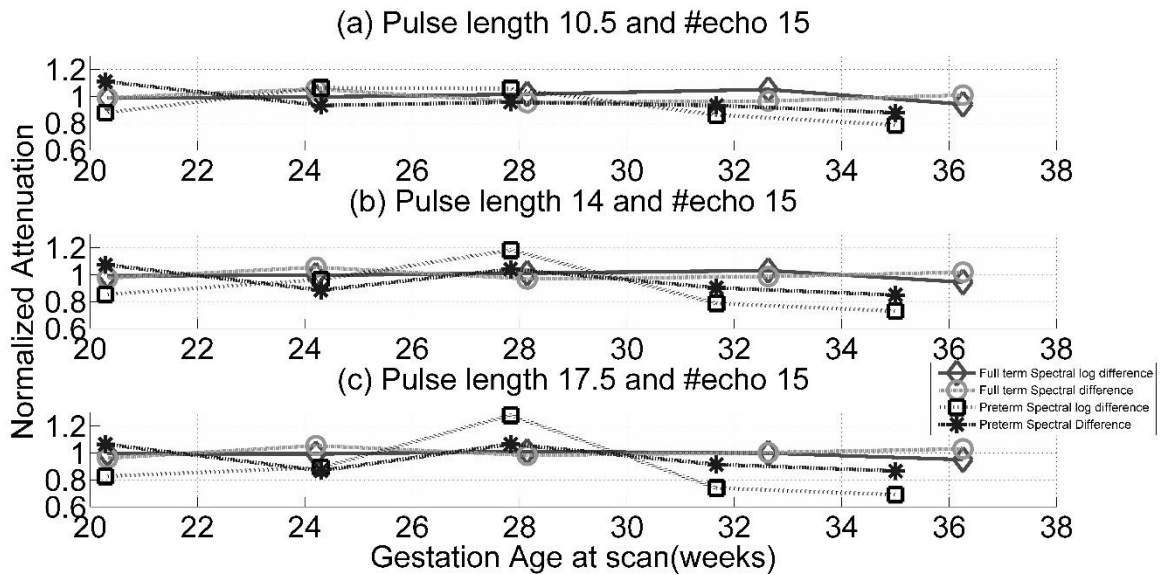 (a) Pulse length 10.5 and #echo 15
1.2
1
0.8
0.6
20 22 24 26 28 30 32 34 36 38
(b) Pulse length 14 and #echo 15
Normalized Attenuation
1.2
1
0.8
0.6
20 22 24 26 28 30 32 34 36 38
(c) Pulse length 17.5 and #echo 15
Full term Spectral log difference
Full term Spectral difference
Preterm Spectral log difference
Preterm Spectral Difference
1.2
1
0.8
0.6
20 22 24 26 28 30 32 34 36 38
Gestation Age at scan(weeks)